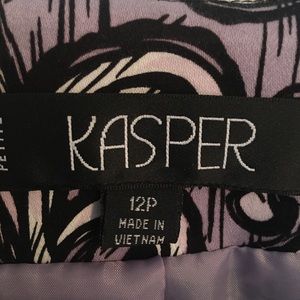 PETITE
KASPER
12P
MADE IN
VIETNAM